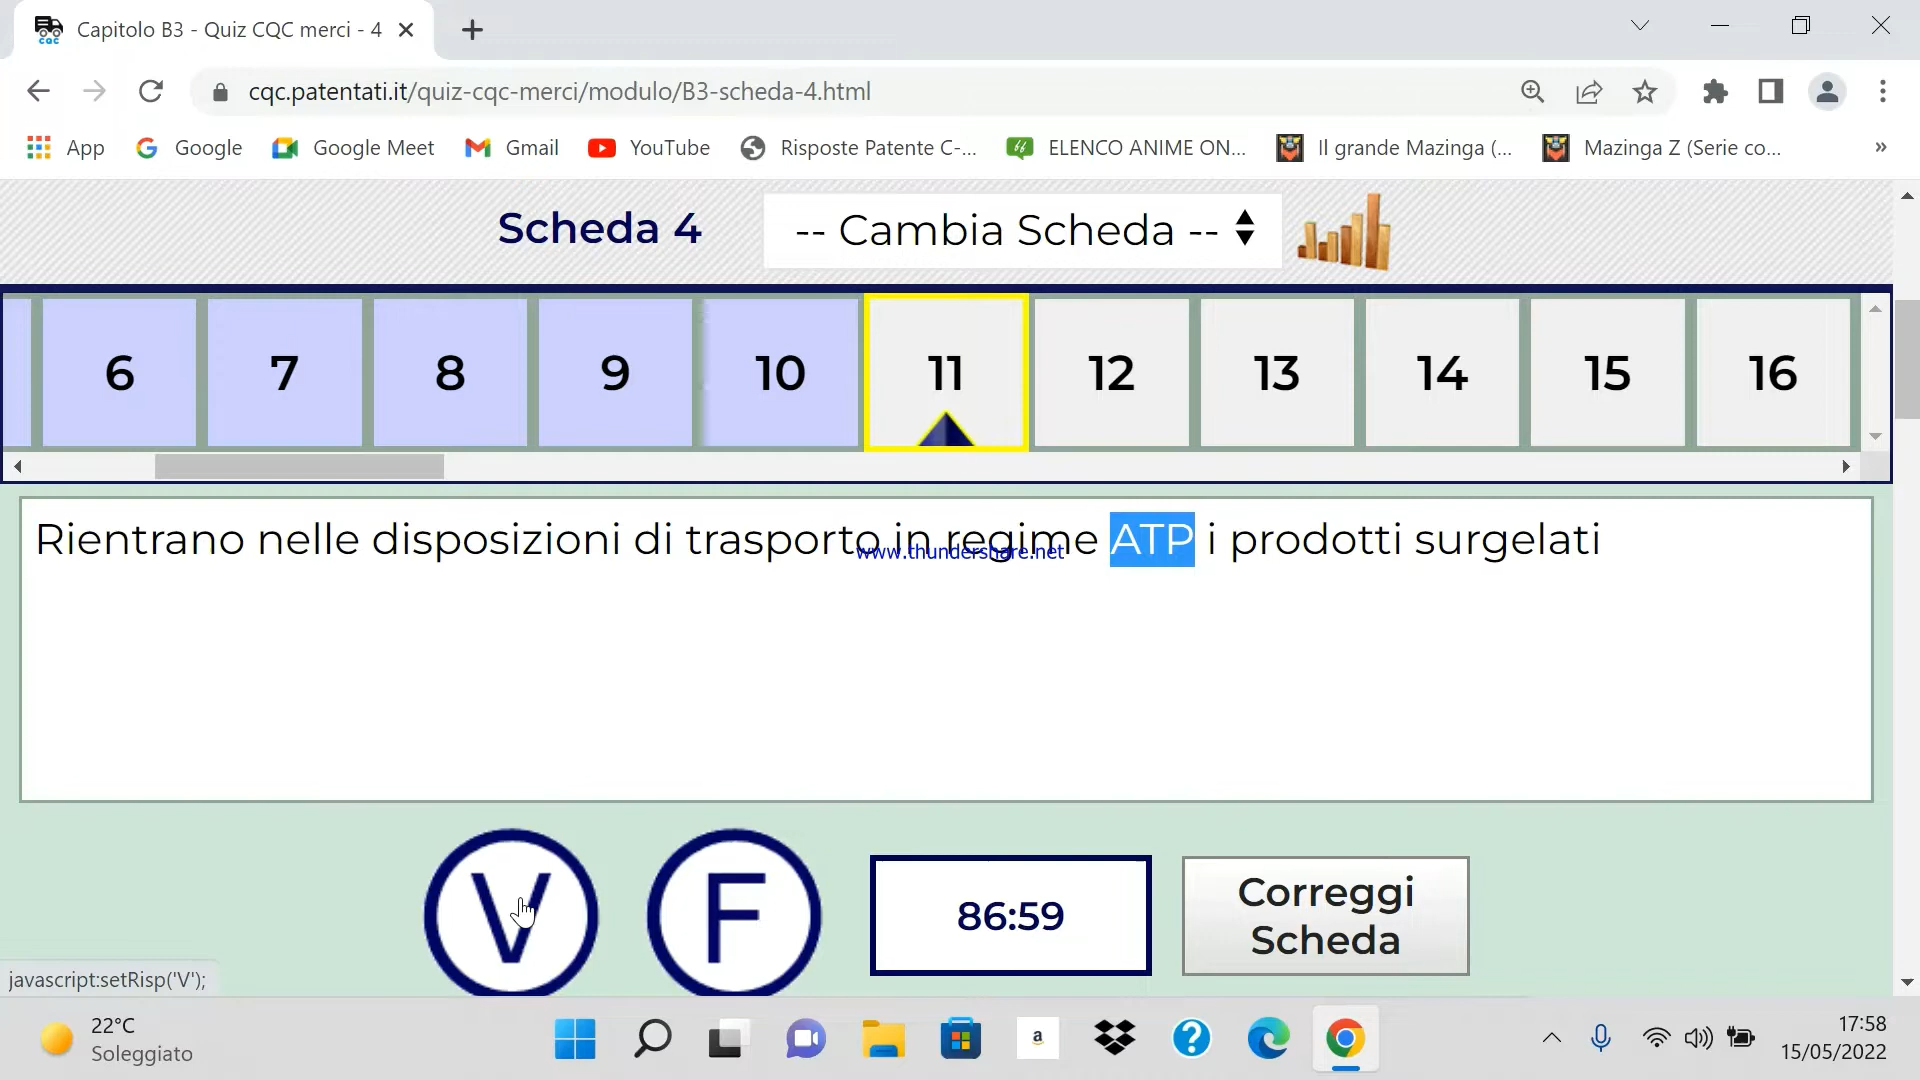 Capitolo B3 - Quiz CQC merci - 4
cqc.patentati.it/quiz-cqc-merci/modulo/B3-scheda-4.html
App Google Google Meet Gmail YouTube Risposte Patente C-... ELENCO ANIME ON... Il grande Mazinga (... Mazinga Z (Serie co... »
Scheda 4 -- Cambia Scheda --
6 7 8 9 10 11 12 13 14 15 16
Rientrano nelle disposizioni di trasporto in regime ATP i prodotti surgelati
www.thundershare.net
V F 86:59 Correggi
Scheda
javascript:setRisp('V');
22°C
Soleggiato
a
17:58
15/05/2022